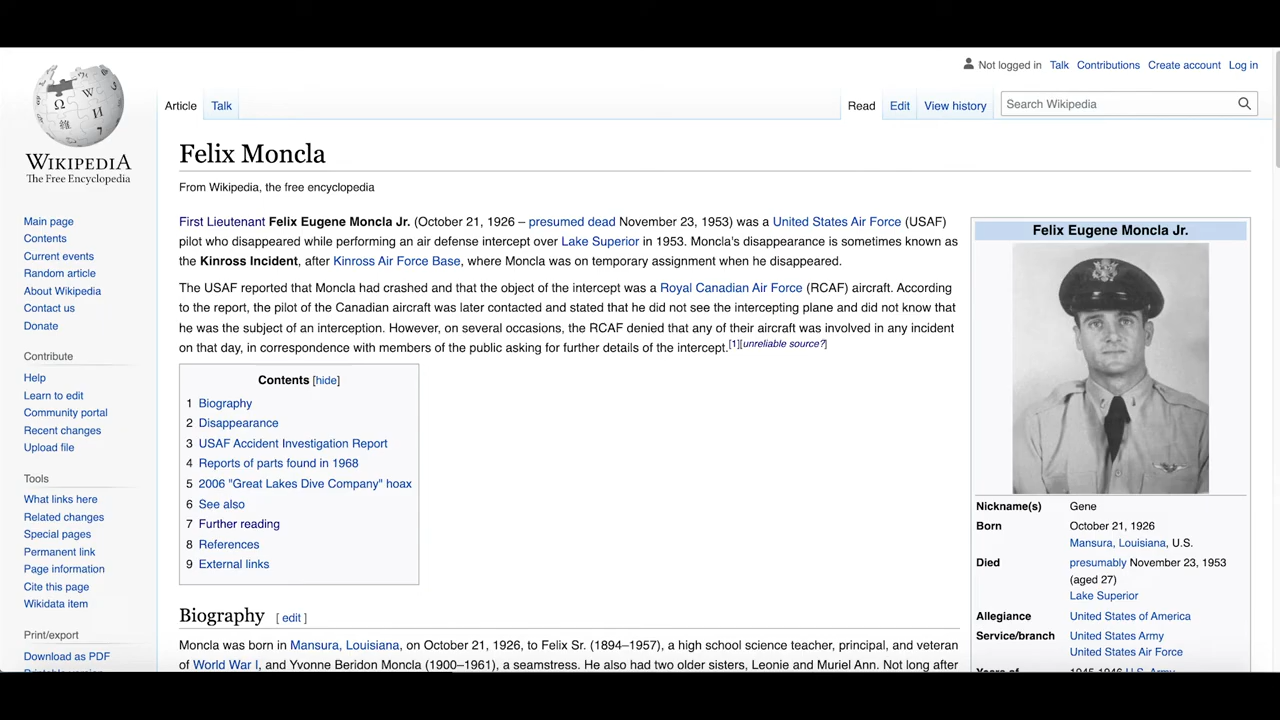 Not logged in Talk Contributions Create account Log in
Article Talk Read Edit View history Search Wikipedia
WIKIPEDIA
The Free Encyclopedia
Main page
Contents
Current events
Random article
About Wikipedia
Contact us
Donate
Contribute
Help
Learn to edit
Community portal
Recent changes
Upload file
Tools
What links here
Related changes
Special pages
Permanent link
Page information
Cite this page
Wikidata item
Print/export
Download as PDF
Felix Moncla
From Wikipedia, the free encyclopedia
First Lieutenant Felix Eugene Moncla Jr. (October 21, 1926 – presumed dead November 23, 1953) was a United States Air Force (USAF)
pilot who disappeared while performing an air defense intercept over Lake Superior in 1953. Moncla's disappearance is sometimes known as
the Kinross Incident, after Kinross Air Force Base, where Moncla was on temporary assignment when he disappeared.
The USAF reported that Moncla had crashed and that the object of the intercept was a Royal Canadian Air Force (RCAF) aircraft. According
to the report, the pilot of the Canadian aircraft was later contacted and stated that he did not see the intercepting plane and did not know that
he was the subject of an interception. However, on several occasions, the RCAF denied that any of their aircraft was involved in any incident
on that day, in correspondence with members of the public asking for further details of the intercept.[1][unreliable source?]
Contents [hide]
1 Biography
2 Disappearance
3 USAF Accident Investigation Report
4 Reports of parts found in 1968
5 2006 "Great Lakes Dive Company" hoax
6 See also
7 Further reading
8 References
9 External links
Biography [ edit ]
Moncla was born in Mansura, Louisiana, on October 21, 1926, to Felix Sr. (1894–1957), a high school science teacher, principal, and veteran
of World War I, and Yvonne Beridon Moncla (1900–1961), a seamstress. He also had two older sisters, Leonie and Muriel Ann. Not long after
Felix Eugene Moncla Jr.
Nickname(s) Gene
Born October 21, 1926
Mansura, Louisiana, U.S.
Died presumably November 23, 1953
(aged 27)
Lake Superior
Allegiance United States of America
Service/branch United States Army
United States Air Force
Years of 1945-1946 U.S. Army